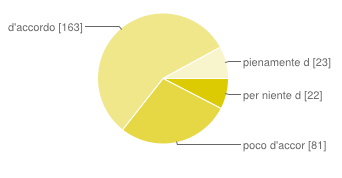 d'accordo [163]
pienamente d [23]
per niente d [22]
poco d'accor [81]